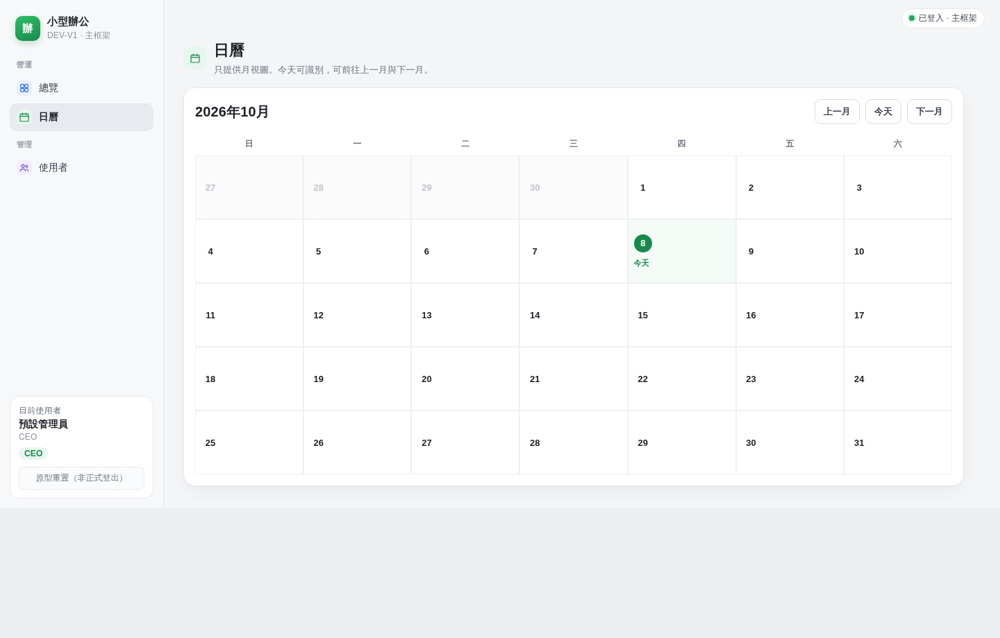 辦
小型辦公
DEV-V1 · 主框架
營運
總覽
日曆
管理
使用者
目前使用者
預設管理員
CEO
CEO
原型重置（非正式登出）
已登入 · 主框架
日曆
只提供月視圖。今天可識別，可前往上一月與下一月。
2026年10月
上一月 今天 下一月
日 一 二 三 四 五 六
27 28 29 30 1 2 3
4 5 6 7 8 9 10
今天
11 12 13 14 15 16 17
18 19 20 21 22 23 24
25 26 27 28 29 30 31